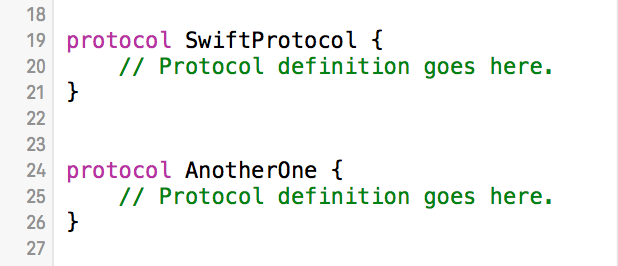 18
19 protocol SwiftProtocol {
20     // Protocol definition goes here.
21 }
22
23
24 protocol AnotherOne {
25     // Protocol definition goes here.
26 }
27